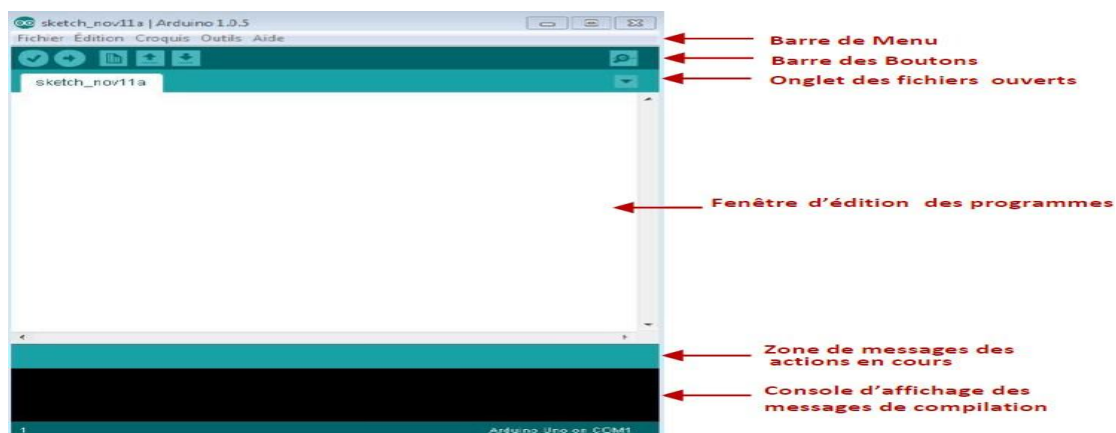 sketch_nov11a | Arduino 1.0.5
Fichier Édition Croquis Outils Aide
Barre de Menu
Barre des Boutons
sketch_nov11a
Onglet des fichiers ouverts
Fenêtre d'édition des programmes
Zone de messages des
actions en cours
Console d'affichage des
messages de compilation
1
Arduino Uno on COM1